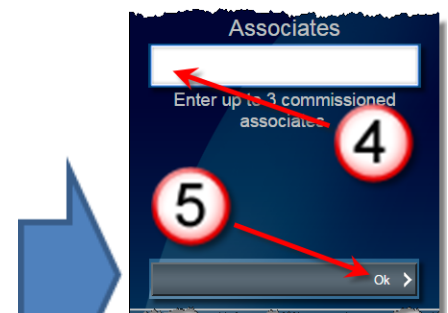 Associates
Enter up to 3 commissioned
associates.
4
5
Ok >